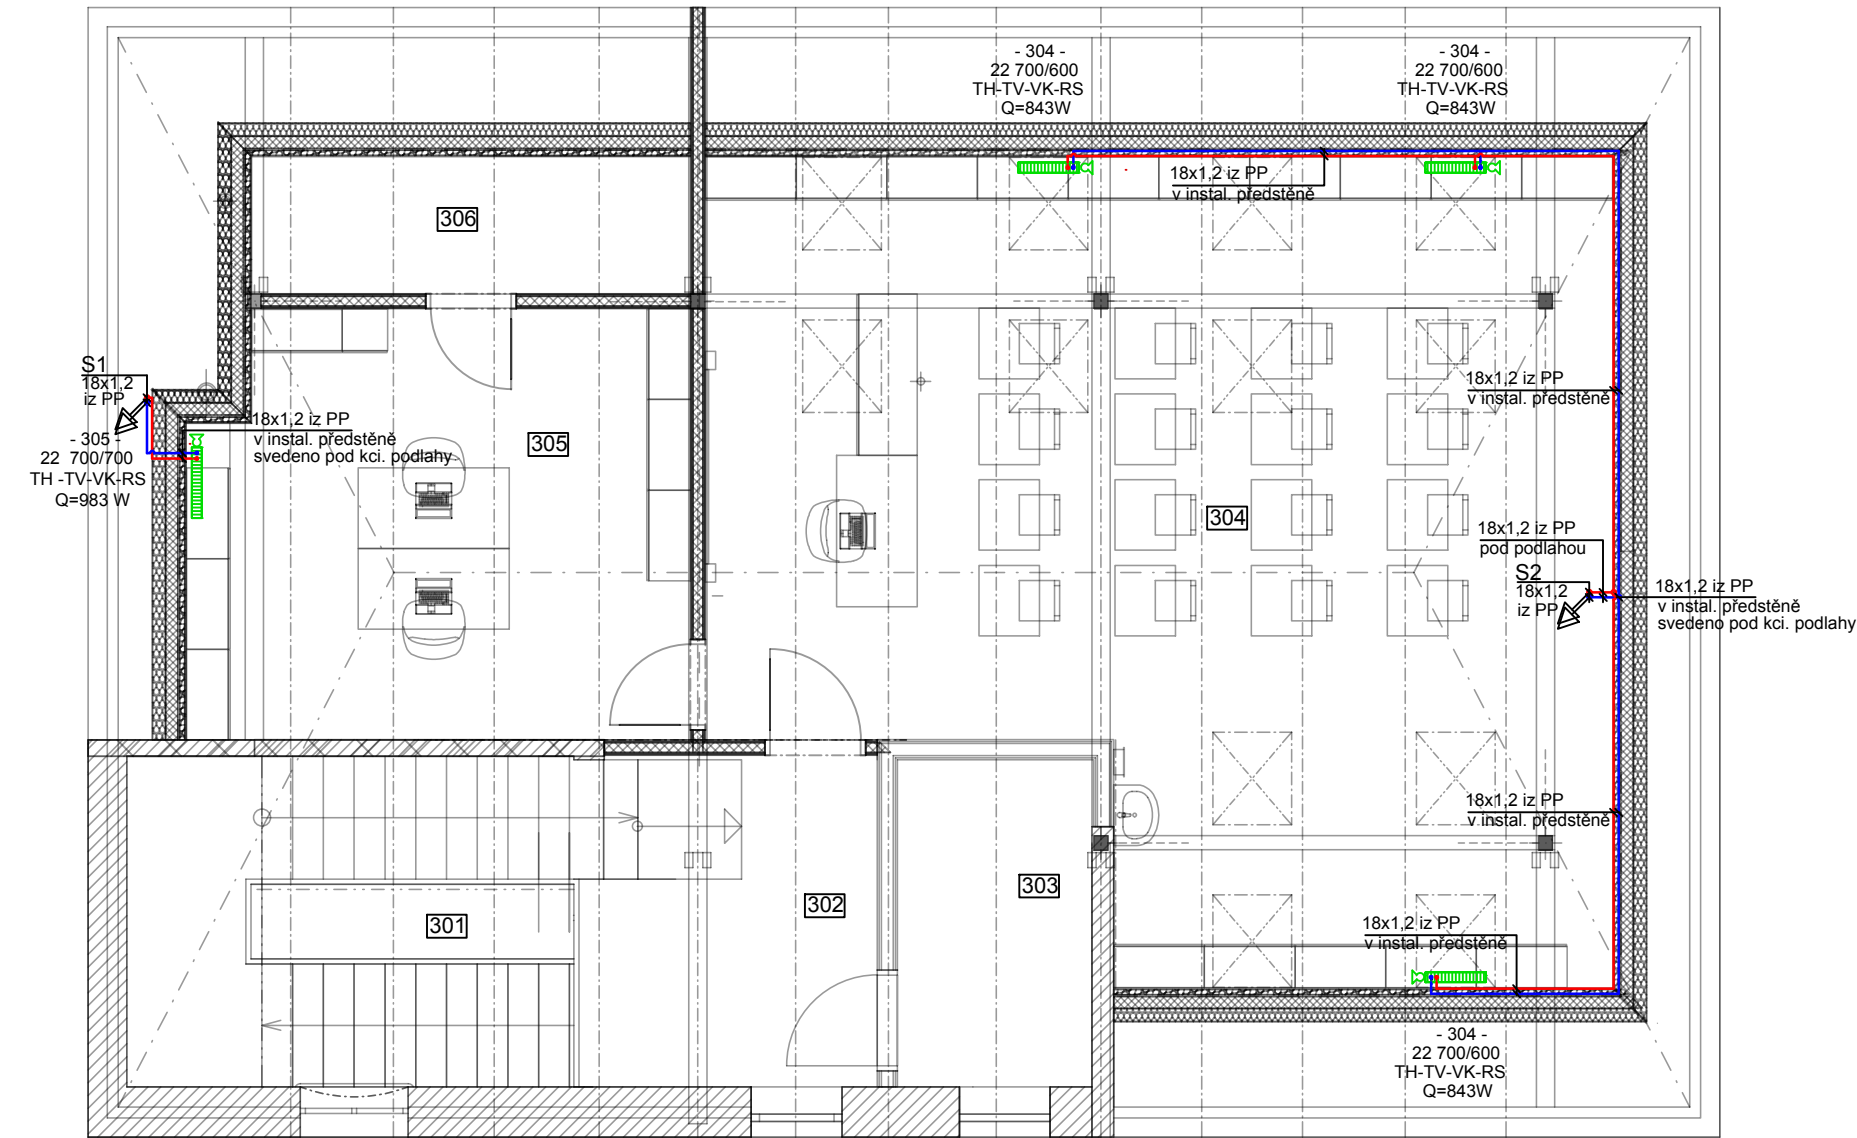 - 304 -
22 700/600
TH-TV-VK-RS
Q=843W
- 304 -
22 700/600
TH-TV-VK-RS
Q=843W
18x1,2 iz PP
v instal. předstěně
306
S1
18x1,2
iz PP
- 305 -
22 700/700
TH -TV-VK-RS
Q=983 W
18x1,2 iz PP
v instal. předstěně
svedeno pod kci. podlahy
305
18x1,2 iz PP
v instal. předstěně
304
18x1,2 iz PP
pod podlahou
S2
18x1,2
iz PP
18x1,2 iz PP
v instal. předstěně
svedeno pod kci. podlahy
18x1,2 iz PP
v instal. předstěně
303
302
301
18x1,2 iz PP
v instal. předstěně
- 304 -
22 700/600
TH-TV-VK-RS
Q=843W